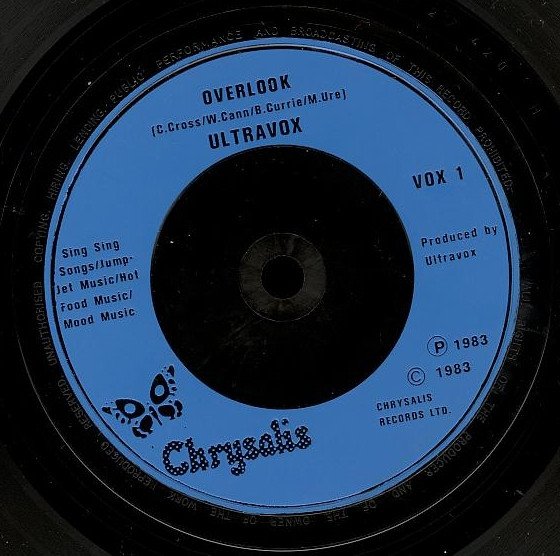 OVERLOOK
(C.Cross/W.Cann/B.Currie/M.Ure)
ULTRAVOX
VOX 1
Sing Sing
Songs/Jump-
Jet Music/Hot
Food Music/
Mood Music
Produced by
Ultravox
Ⓟ 1983
© 1983
CHRYSALIS
RECORDS LTD.
Chrysalis
UNAUTHORISED COPYING HIRING LENDING PUBLIC PERFORMANCE AND BROADCASTING OF THIS RECORD PROHIBITED
PRODUCER AND OF THE OWNER OF THE WORK REPRODUCED RESERVED